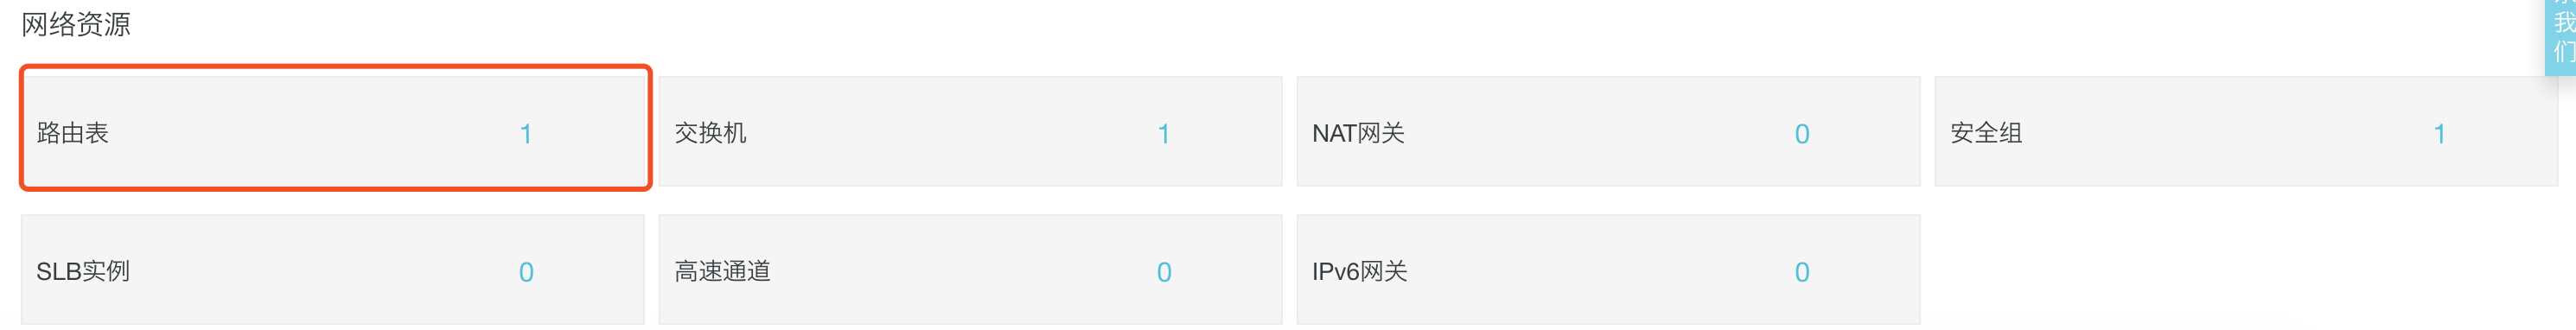 网络资源
路由表 1
交换机 1
NAT网关 0
安全组 1
SLB实例 0
高速通道 0
IPv6网关 0
我
们